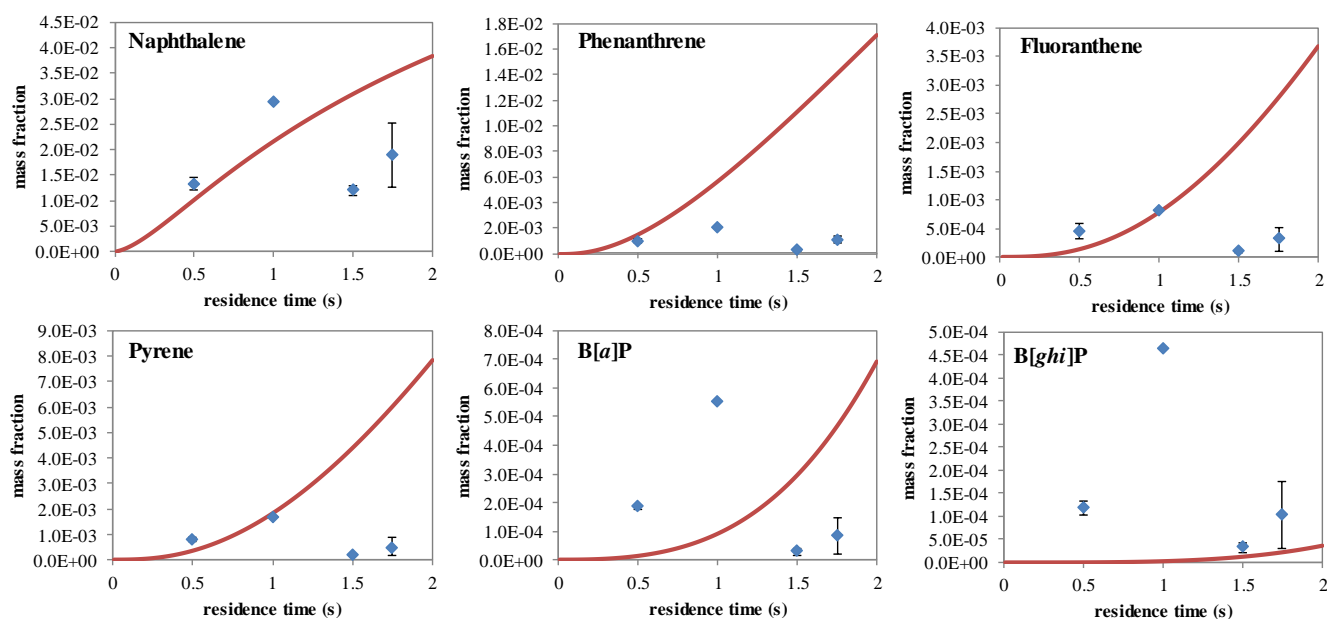 Naphthalene
mass fraction
4.5E-02
4.0E-02
3.5E-02
3.0E-02
2.5E-02
2.0E-02
1.5E-02
1.0E-02
5.0E-03
0.0E+00
0 0.5 1 1.5 2
residence time (s)
Phenanthrene
mass fraction
1.8E-02
1.6E-02
1.4E-02
1.2E-02
1.0E-02
8.0E-03
6.0E-03
4.0E-03
2.0E-03
0.0E+00
0 0.5 1 1.5 2
residence time (s)
Fluoranthene
mass fraction
4.0E-03
3.5E-03
3.0E-03
2.5E-03
2.0E-03
1.5E-03
1.0E-03
5.0E-04
0.0E+00
0 0.5 1 1.5 2
residence time (s)
Pyrene
mass fraction
9.0E-03
8.0E-03
7.0E-03
6.0E-03
5.0E-03
4.0E-03
3.0E-03
2.0E-03
1.0E-03
0.0E+00
0 0.5 1 1.5 2
residence time (s)
B[a]P
mass fraction
8.0E-04
7.0E-04
6.0E-04
5.0E-04
4.0E-04
3.0E-04
2.0E-04
1.0E-04
0.0E+00
0 0.5 1 1.5 2
residence time (s)
B[ghi]P
mass fraction
5.0E-04
4.5E-04
4.0E-04
3.5E-04
3.0E-04
2.5E-04
2.0E-04
1.5E-04
1.0E-04
5.0E-05
0.0E+00
0 0.5 1 1.5 2
residence time (s)